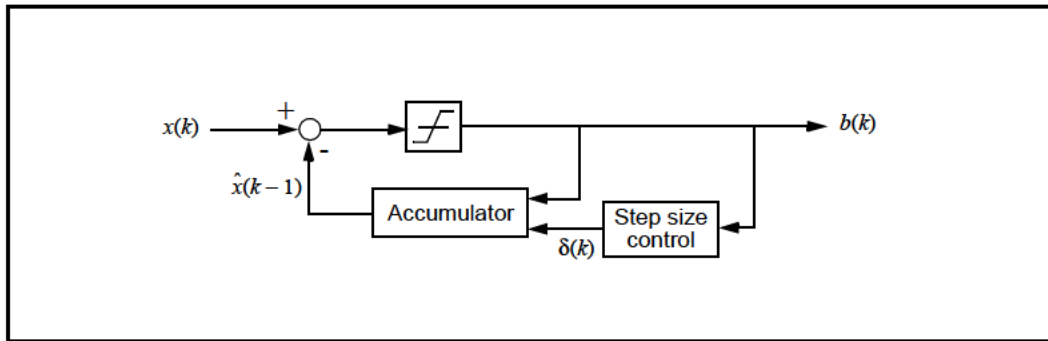 +
x(k)
b(k)
-
x̂(k – 1)
Accumulator
Step size
control
δ(k)